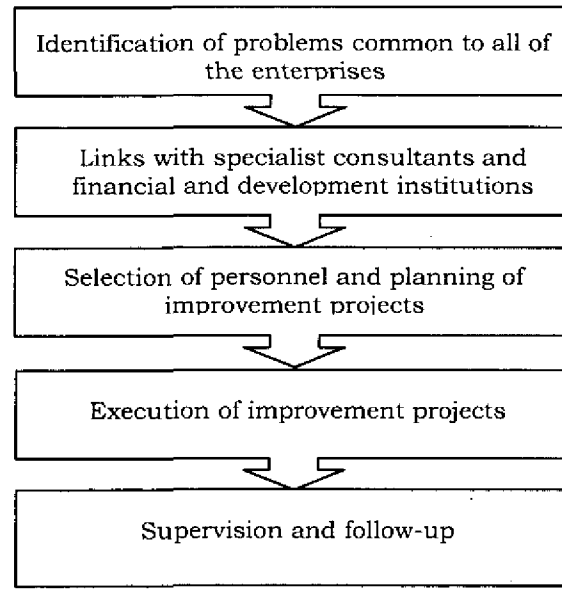 Identification of problems common to all of
the enterprises
Links with specialist consultants and
financial and development institutions
Selection of personnel and planning of
improvement projects
Execution of improvement projects
Supervision and follow-up